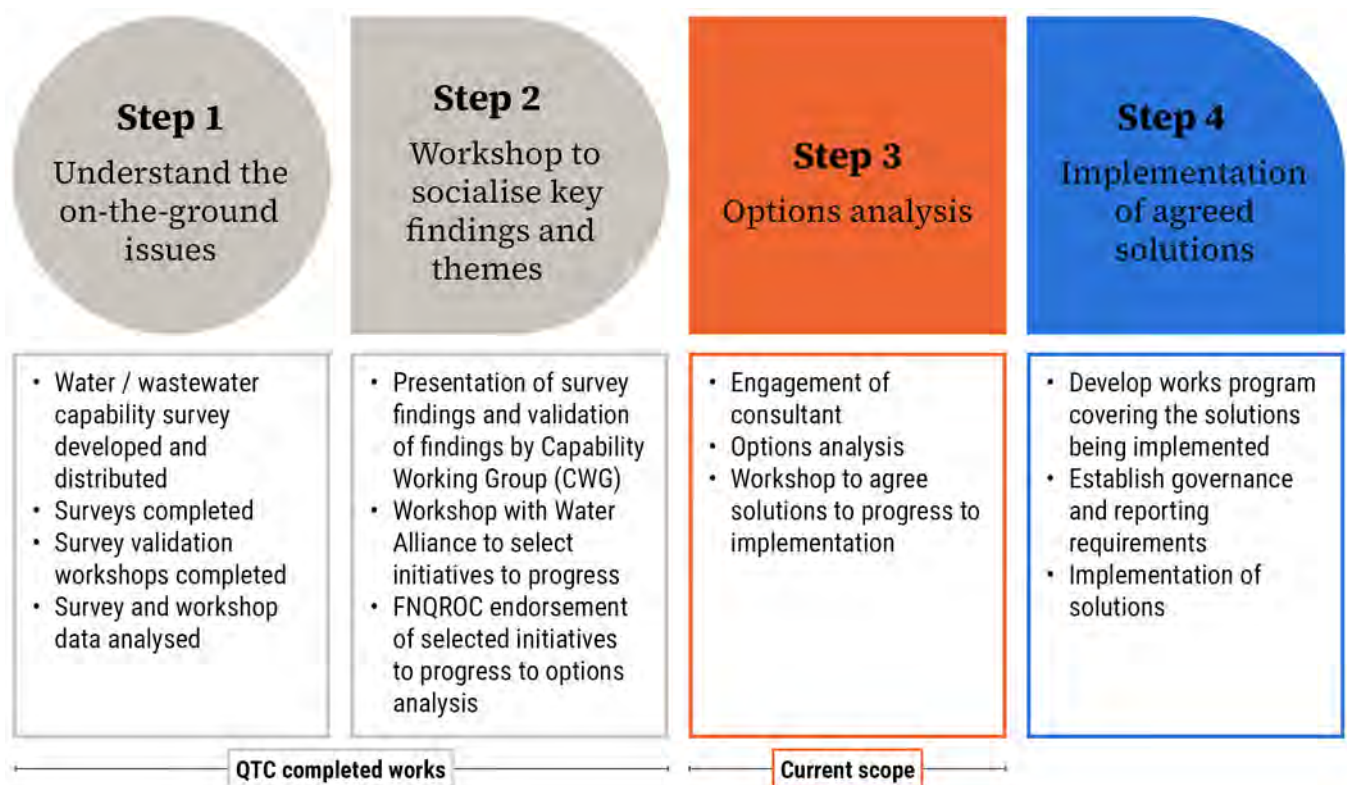 Step 1
Understand the
on-the-ground
issues
Step 2
Workshop to
socialise key
findings and
themes
Step 3
Options analysis
Step 4
Implementation
of agreed
solutions
• Water / wastewater
capability survey
developed and
distributed
• Surveys completed
• Survey validation
workshops completed
• Survey and workshop
data analysed
• Presentation of survey
findings and validation
of findings by Capability
Working Group (CWG)
• Workshop with Water
Alliance to select
initiatives to progress
• FNQROC endorsement
of selected initiatives
to progress to options
analysis
• Engagement of
consultant
• Options analysis
• Workshop to agree
solutions to progress to
implementation
• Develop works program
covering the solutions
being implemented
• Establish governance
and reporting
requirements
• Implementation of
solutions
QTC completed works
Current scope